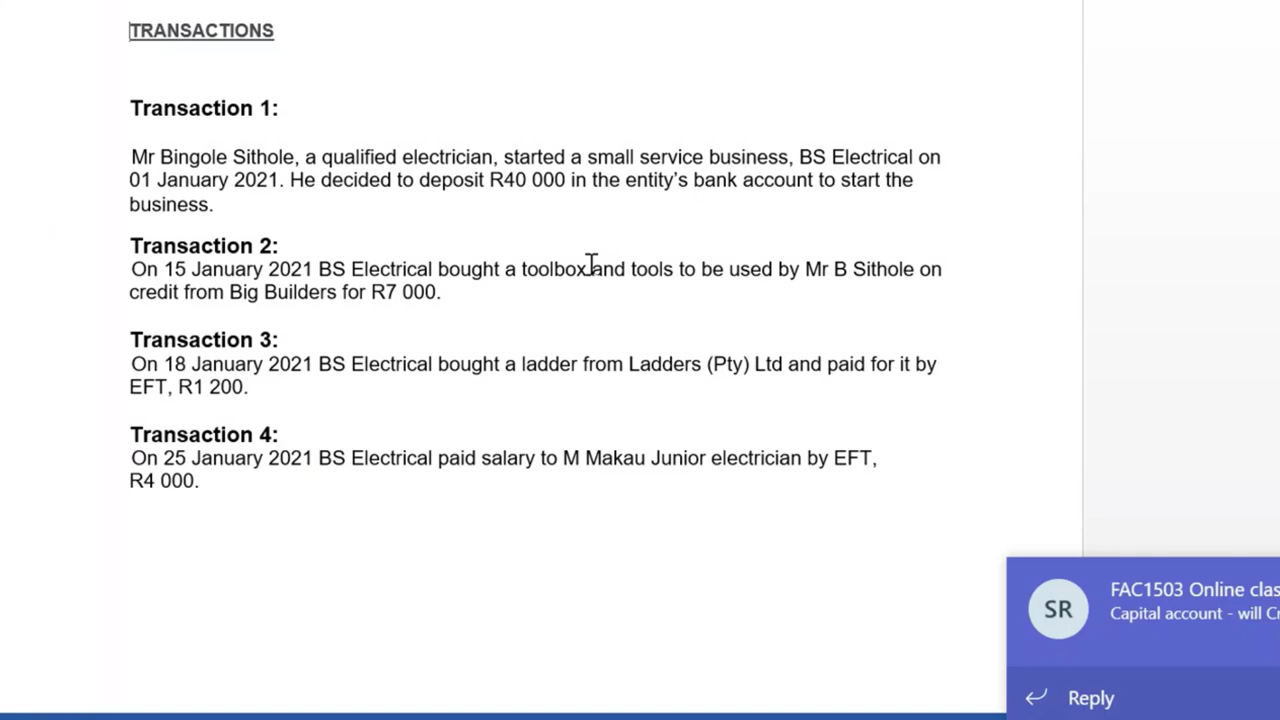 TRANSACTIONS
Transaction 1:
Mr Bingole Sithole, a qualified electrician, started a small service business, BS Electrical on
01 January 2021. He decided to deposit R40 000 in the entity's bank account to start the
business.
Transaction 2:
On 15 January 2021 BS Electrical bought a toolbox and tools to be used by Mr B Sithole on
credit from Big Builders for R7 000.
Transaction 3:
On 18 January 2021 BS Electrical bought a ladder from Ladders (Pty) Ltd and paid for it by
EFT, R1 200.
Transaction 4:
On 25 January 2021 BS Electrical paid salary to M Makau Junior electrician by EFT,
R4 000.
SR
FAC1503 Online clas
Capital account - will Cr
Reply